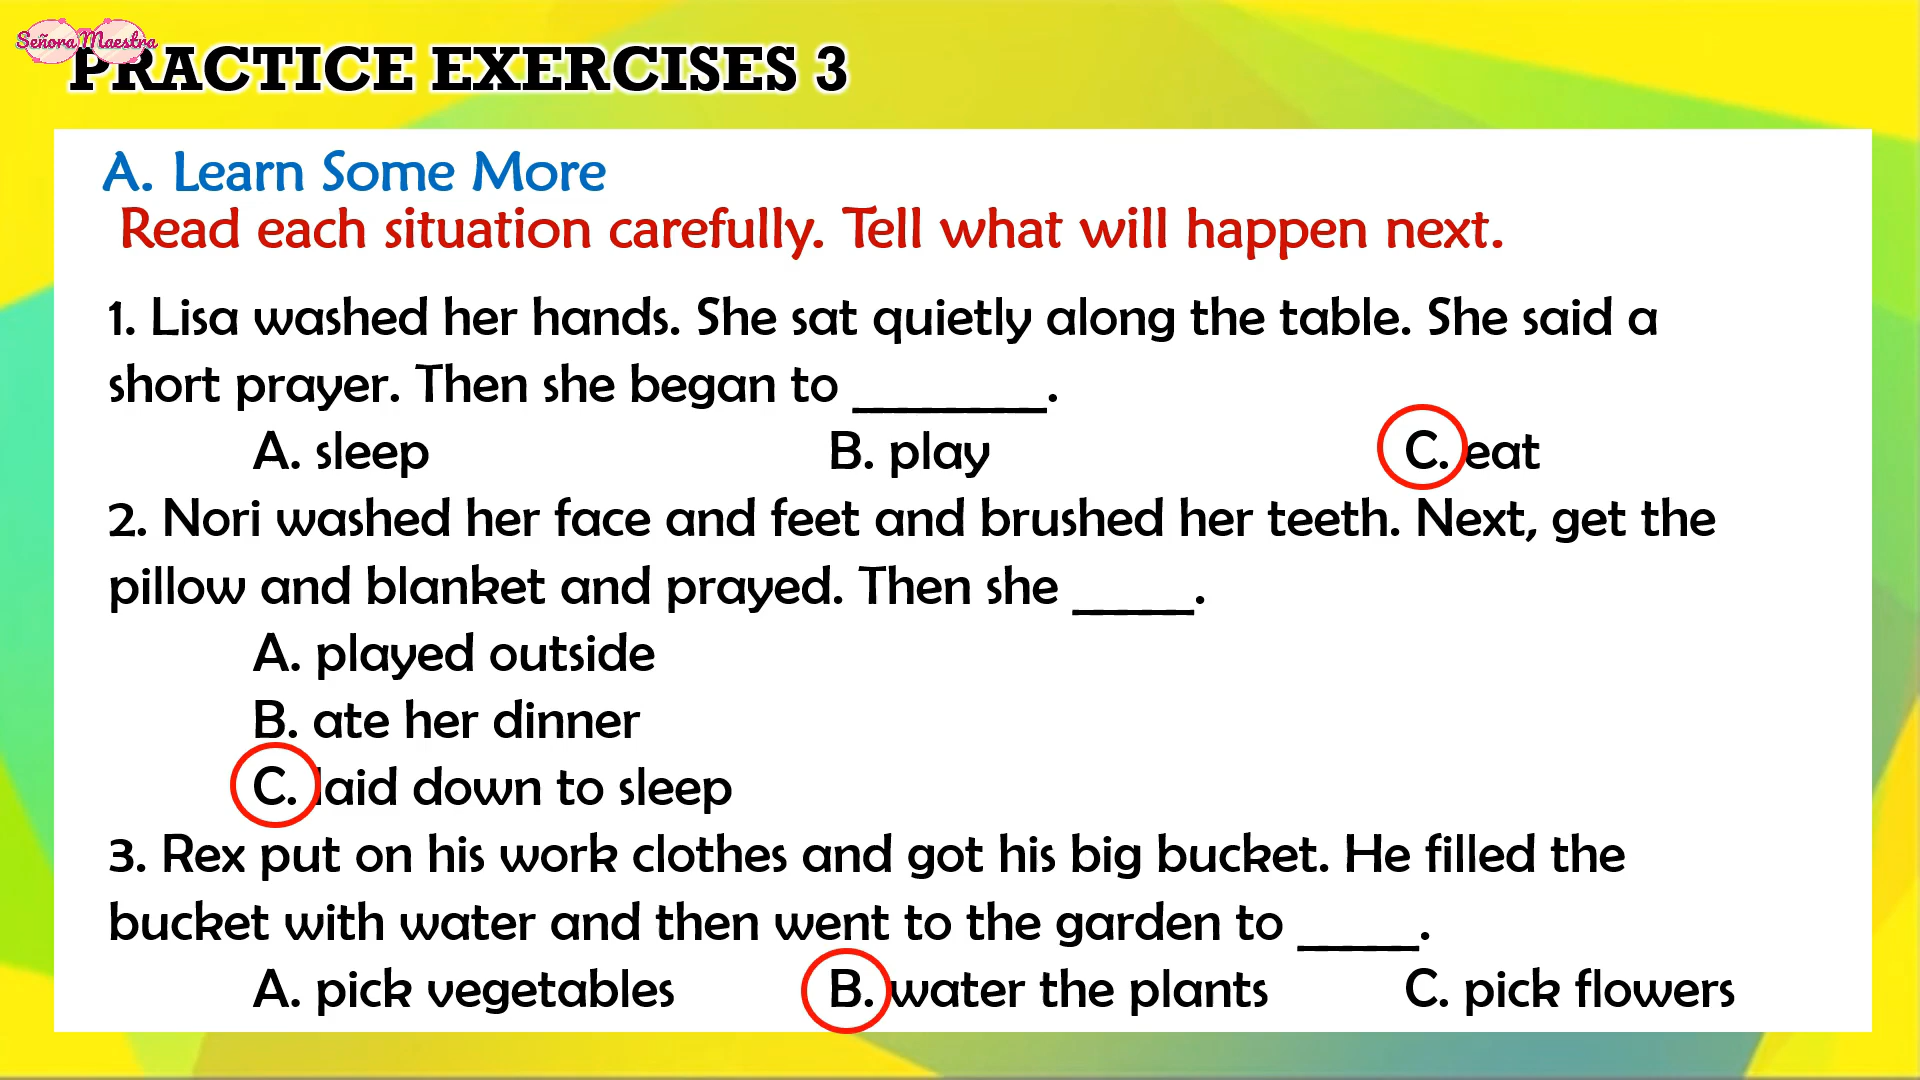 Señora Maestra
PRACTICE EXERCISES 3
A. Learn Some More
Read each situation carefully. Tell what will happen next.
1. Lisa washed her hands. She sat quietly along the table. She said a
short prayer. Then she began to ________.
A. sleep B. play C. eat
2. Nori washed her face and feet and brushed her teeth. Next, get the
pillow and blanket and prayed. Then she _____.
A. played outside
B. ate her dinner
C. laid down to sleep
3. Rex put on his work clothes and got his big bucket. He filled the
bucket with water and then went to the garden to _____.
A. pick vegetables B. water the plants C. pick flowers